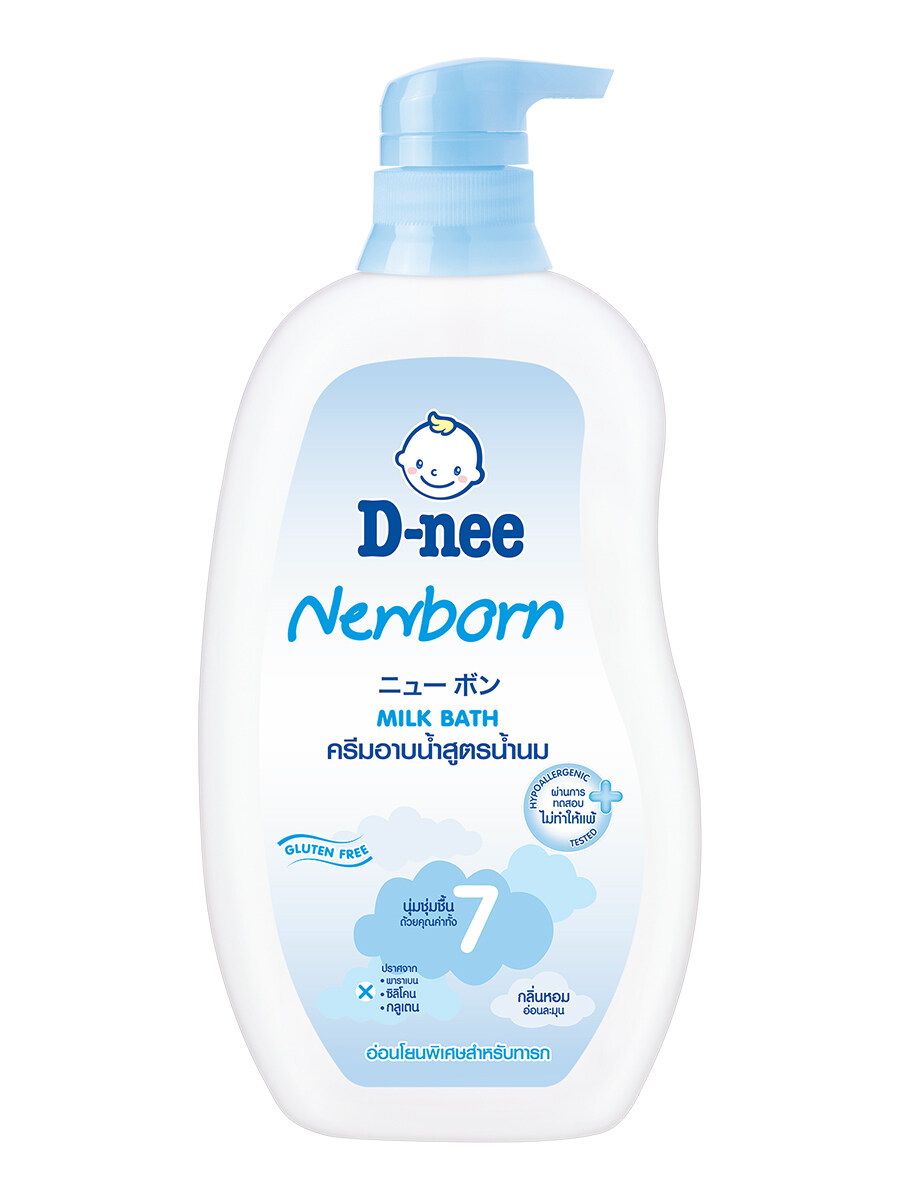 D-nee
Newborn
ニュー ボン
MILK BATH
ครีมอาบน้ำสูตรน้ำนม
HYPOALLERGENIC
ผ่านการ
ทดสอบ
ไม่ทำให้แพ้
TESTED
GLUTEN FREE
นุ่มชุ่มชื้น
ด้วยคุณค่าทั้ง
7
ปราศจาก
• พาราเบน
• ซิลิโคน
• กลูเตน
กลิ่นหอม
อ่อนละมุน
อ่อนโยนพิเศษสำหรับทารก